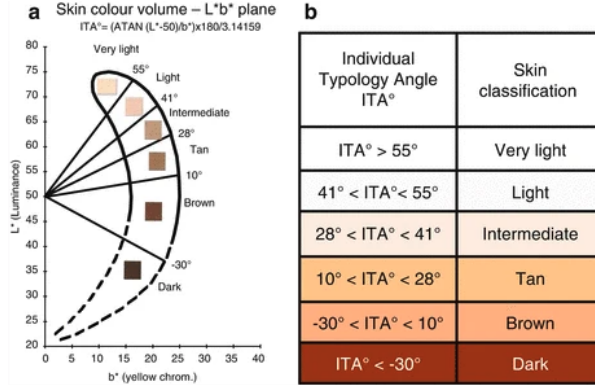 a
Skin colour volume – L*b* plane
ITA°= (ATAN (L*-50)/b*)x180/3.14159
Very light
55°
Light
41°
Intermediate
28°
Tan
10°
Brown
-30°
Dark
L* (Luminance)
80
75
70
65
60
55
50
45
40
35
30
25
20
0
5
10
15
20
25
30
35
40
b* (yellow chrom.)
b
Individual
Typology Angle
ITA°
Skin
classification
ITA° > 55°
Very light
41° < ITA°< 55°
Light
28° < ITA° < 41°
Intermediate
10° < ITA° < 28°
Tan
-30° < ITA° < 10°
Brown
ITA° < -30°
Dark